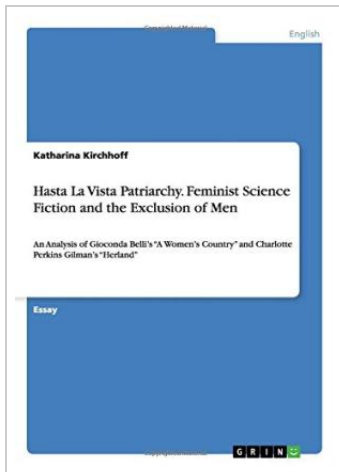 English
Katharina Kirchhoff
Hasta La Vista Patriarchy. Feminist Science
Fiction and the Exclusion of Men
An Analysis of Gioconda Belli's "A Women's Country" and Charlotte
Perkins Gilman's "Herland"
Essay
GRIN